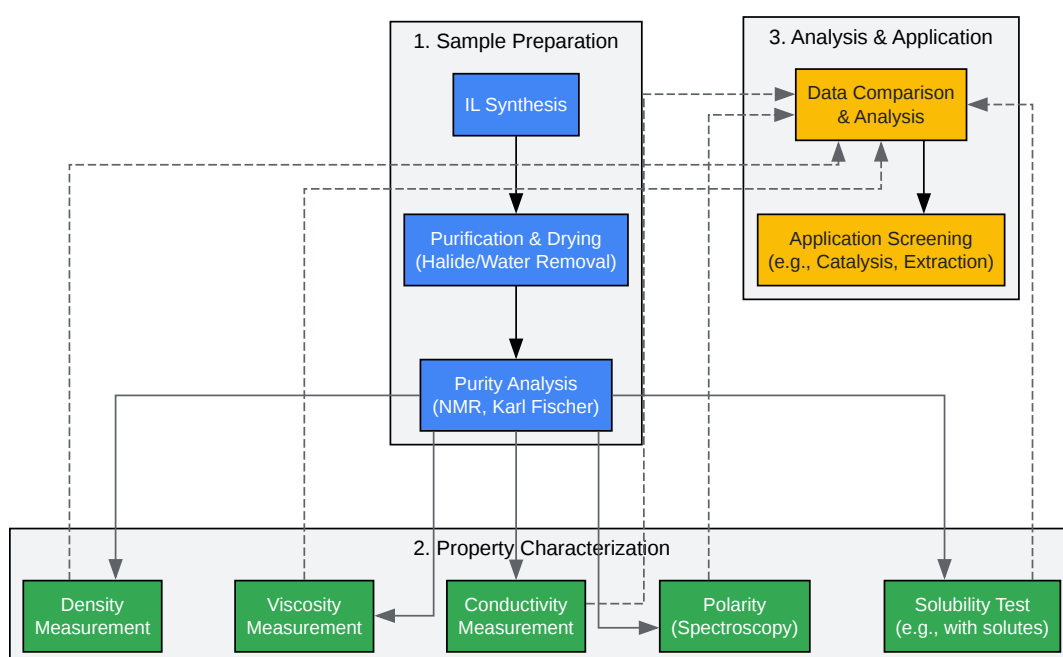 1. Sample Preparation
IL Synthesis
Purification & Drying
(Halide/Water Removal)
Purity Analysis
(NMR, Karl Fischer)
3. Analysis & Application
Data Comparison
& Analysis
Application Screening
(e.g., Catalysis, Extraction)
2. Property Characterization
Density
Measurement
Viscosity
Measurement
Conductivity
Measurement
Polarity
(Spectroscopy)
Solubility Test
(e.g., with solutes)